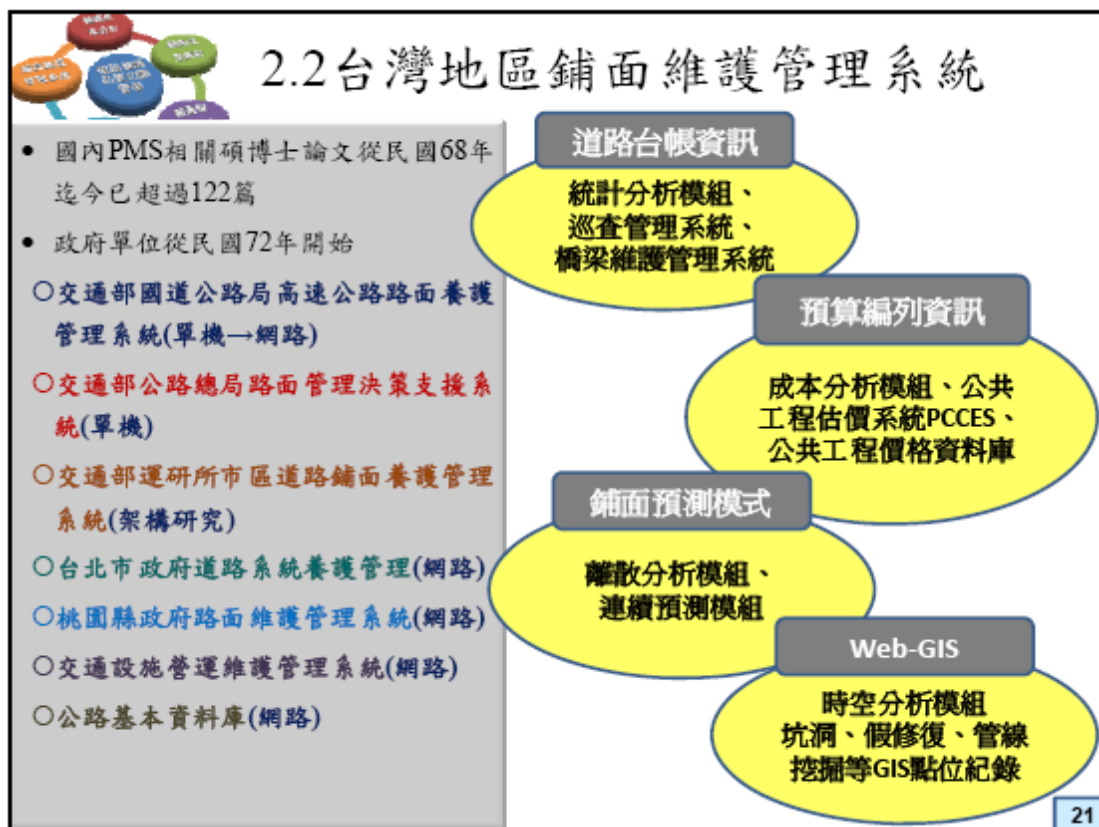 2.2台灣地區鋪面維護管理系統
• 國內PMS相關碩博士論文從民國68年
迄今已超過122篇
• 政府單位從民國72年開始
○交通部國道公路局高速公路路面養護
管理系統(單機→網路)
○交通部公路總局路面管理決策支援系
統(單機)
○交通部運研所市區道路鋪面養護管理
系統(架構研究)
○台北市政府道路系統養護管理(網路)
○桃園縣政府路面維護管理系統(網路)
○交通設施營運維護管理系統(網路)
○公路基本資料庫(網路)
道路台帳資訊
統計分析模組、
巡查管理系統、
橋梁維護管理系統
預算編列資訊
成本分析模組、公共
工程估價系統PCCES、
公共工程價格資料庫
鋪面預測模式
離散分析模組、
連續預測模組
Web-GIS
時空分析模組
坑洞、假修復、管線
挖掘等GIS點位紀錄
21